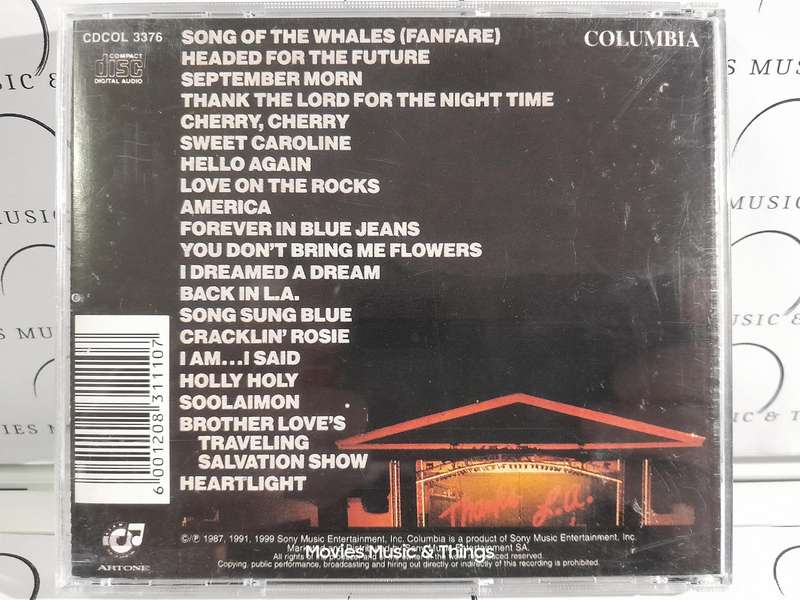 CDCOL 3376
COMPACT
disc
DIGITAL AUDIO
COLUMBIA
SONG OF THE WHALES (FANFARE)
HEADED FOR THE FUTURE
SEPTEMBER MORN
THANK THE LORD FOR THE NIGHT TIME
CHERRY, CHERRY
SWEET CAROLINE
HELLO AGAIN
LOVE ON THE ROCKS
AMERICA
FOREVER IN BLUE JEANS
YOU DON'T BRING ME FLOWERS
I DREAMED A DREAM
BACK IN L.A.
SONG SUNG BLUE
CRACKLIN' ROSIE
I AM...I SAID
HOLLY HOLY
SOOLAIMON
BROTHER LOVE'S
TRAVELING
SALVATION SHOW
HEARTLIGHT
6 001208 311107
Thanks L.A.
ARTONE
©/℗ 1987, 1991, 1999 Sony Music Entertainment, Inc. Columbia is a product of Sony Music Entertainment, Inc.
Movies Music & Things
Copying, public performance, broadcasting and hiring out directly or indirectly of this recording is prohibited.